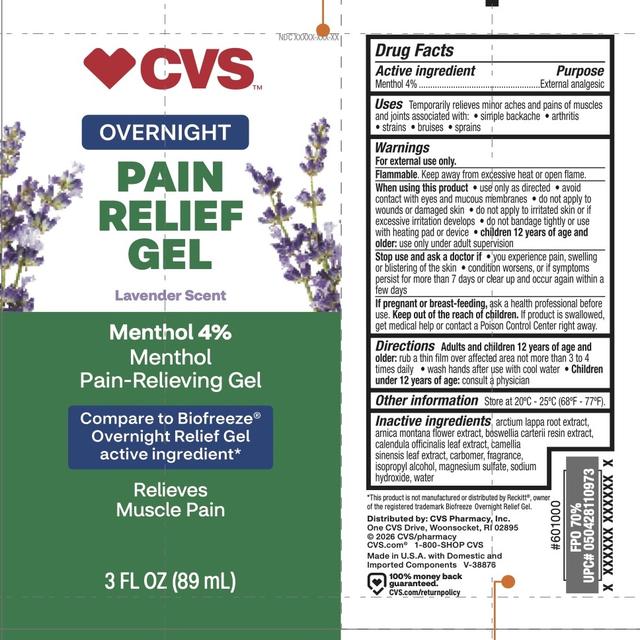 NDC XXXXX-XXX-XX
CVS™
OVERNIGHT
PAIN
RELIEF
GEL
Lavender Scent
Menthol 4%
Menthol
Pain-Relieving Gel
Compare to Biofreeze®
Overnight Relief Gel
active ingredient*
Relieves
Muscle Pain
3 FL OZ (89 mL)
Drug Facts
Active ingredient Purpose
Menthol 4%..........External analgesic
Uses Temporarily relieves minor aches and pains of muscles
and joints associated with: • simple backache • arthritis
• strains • bruises • sprains
Warnings
For external use only.
Flammable. Keep away from excessive heat or open flame.
When using this product • use only as directed • avoid
contact with eyes and mucous membranes • do not apply to
wounds or damaged skin • do not apply to irritated skin or if
excessive irritation develops • do not bandage tightly or use
with heating pad or device • children 12 years of age and
older: use only under adult supervision
Stop use and ask a doctor if • you experience pain, swelling
or blistering of the skin • condition worsens, or if symptoms
persist for more than 7 days or clear up and occur again within a
few days
If pregnant or breast-feeding, ask a health professional before
use. Keep out of the reach of children. If product is swallowed,
get medical help or contact a Poison Control Center right away.
Directions Adults and children 12 years of age and
older: rub a thin film over affected area not more than 3 to 4
times daily • wash hands after use with cool water • Children
under 12 years of age: consult a physician
Other information Store at 20ºC - 25ºC (68ºF - 77ºF).
Inactive ingredients arctium lappa root extract,
arnica montana flower extract, boswellia carterii resin extract,
calendula officinalis leaf extract, camellia
sinensis leaf extract, carbomer, fragrance,
isopropyl alcohol, magnesium sulfate, sodium
hydroxide, water
*This product is not manufactured or distributed by Reckitt®, owner
of the registered trademark Biofreeze Overnight Relief Gel.
Distributed by: CVS Pharmacy, Inc.
One CVS Drive, Woonsocket, RI 02895
© 2026 CVS/pharmacy
CVS.com® 1-800-SHOP CVS
Made in U.S.A. with Domestic and
Imported Components V-38876
100% money back
guaranteed.
CVS.com/returnpolicy
#601000
FPO 70%
UPC# 050428110973
X XXXXXX XXXXXX X